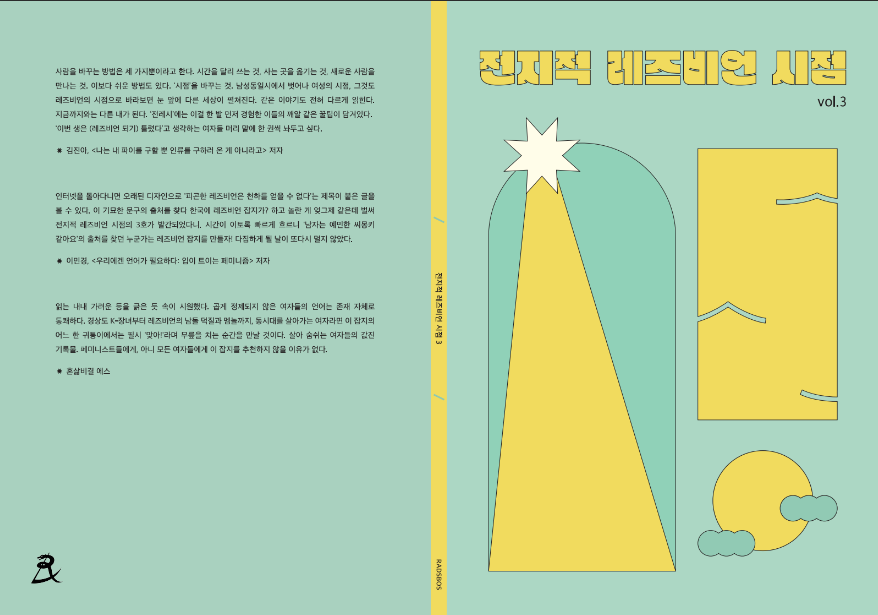 사람을 바꾸는 방법은 세 가지뿐이라고 한다. 시간을 달리 쓰는 것, 사는 곳을 옮기는 것, 새로운 사람을
만나는 것. 이보다 쉬운 방법도 있다. '시점'을 바꾸는 것. 남성동일시에서 벗어나 여성의 시점, 그것도
레즈비언의 시점으로 바라보면 눈 앞에 다른 세상이 펼쳐진다. 같은 이야기도 전혀 다르게 읽힌다.
지금까지와는 다른 내가 된다. '전레시'에는 이걸 한 발 먼저 경험한 이들의 깨알 같은 꿀팁이 담겨있다.
'이번 생은 (레즈비언 되기) 틀렸다'고 생각하는 여자들 머리 맡에 한 권씩 놔두고 싶다.
✸ 김진아, <나는 내 파이를 구할 뿐 인류를 구하러 온 게 아니라고> 저자
인터넷을 돌아다니면 오래된 디자인으로 '피곤한 레즈비언은 천하를 얻을 수 없다'는 제목이 붙은 글을
볼 수 있다. 이 기묘한 문구의 출처를 찾다 한국에 레즈비언 잡지가? 하고 놀란 게 엊그제 같은데 벌써
전지적 레즈비언 시점의 3호가 발간되었다니. 시간이 이토록 빠르게 흐르니 '남자는 예민한 씨몽키
같아요'의 출처를 찾던 누군가는 레즈비언 잡지를 만들자! 다짐하게 될 날이 또다시 멀지 않았다.
✸ 이민경, <우리에겐 언어가 필요하다: 입이 트이는 페미니즘> 저자
읽는 내내 가려운 등을 긁은 듯 속이 시원했다. 곱게 정제되지 않은 여자들의 언어는 존재 자체로
통쾌하다. 경상도 K-장녀부터 레즈비언의 남돌 덕질과 멤놀까지, 동시대를 살아가는 여자라면 이 잡지의
어느 한 귀퉁이에서는 필시 '맞아!'라며 무릎을 치는 순간을 만날 것이다. 살아 숨쉬는 여자들의 값진
기록물. 페미니스트들에게, 아니 모든 여자들에게 이 잡지를 추천하지 않을 이유가 없다.
✸ 혼삶비결 에스
전지적 레즈비언 시점 3
RADSBOS
전지적 레즈비언 시점
vol.3